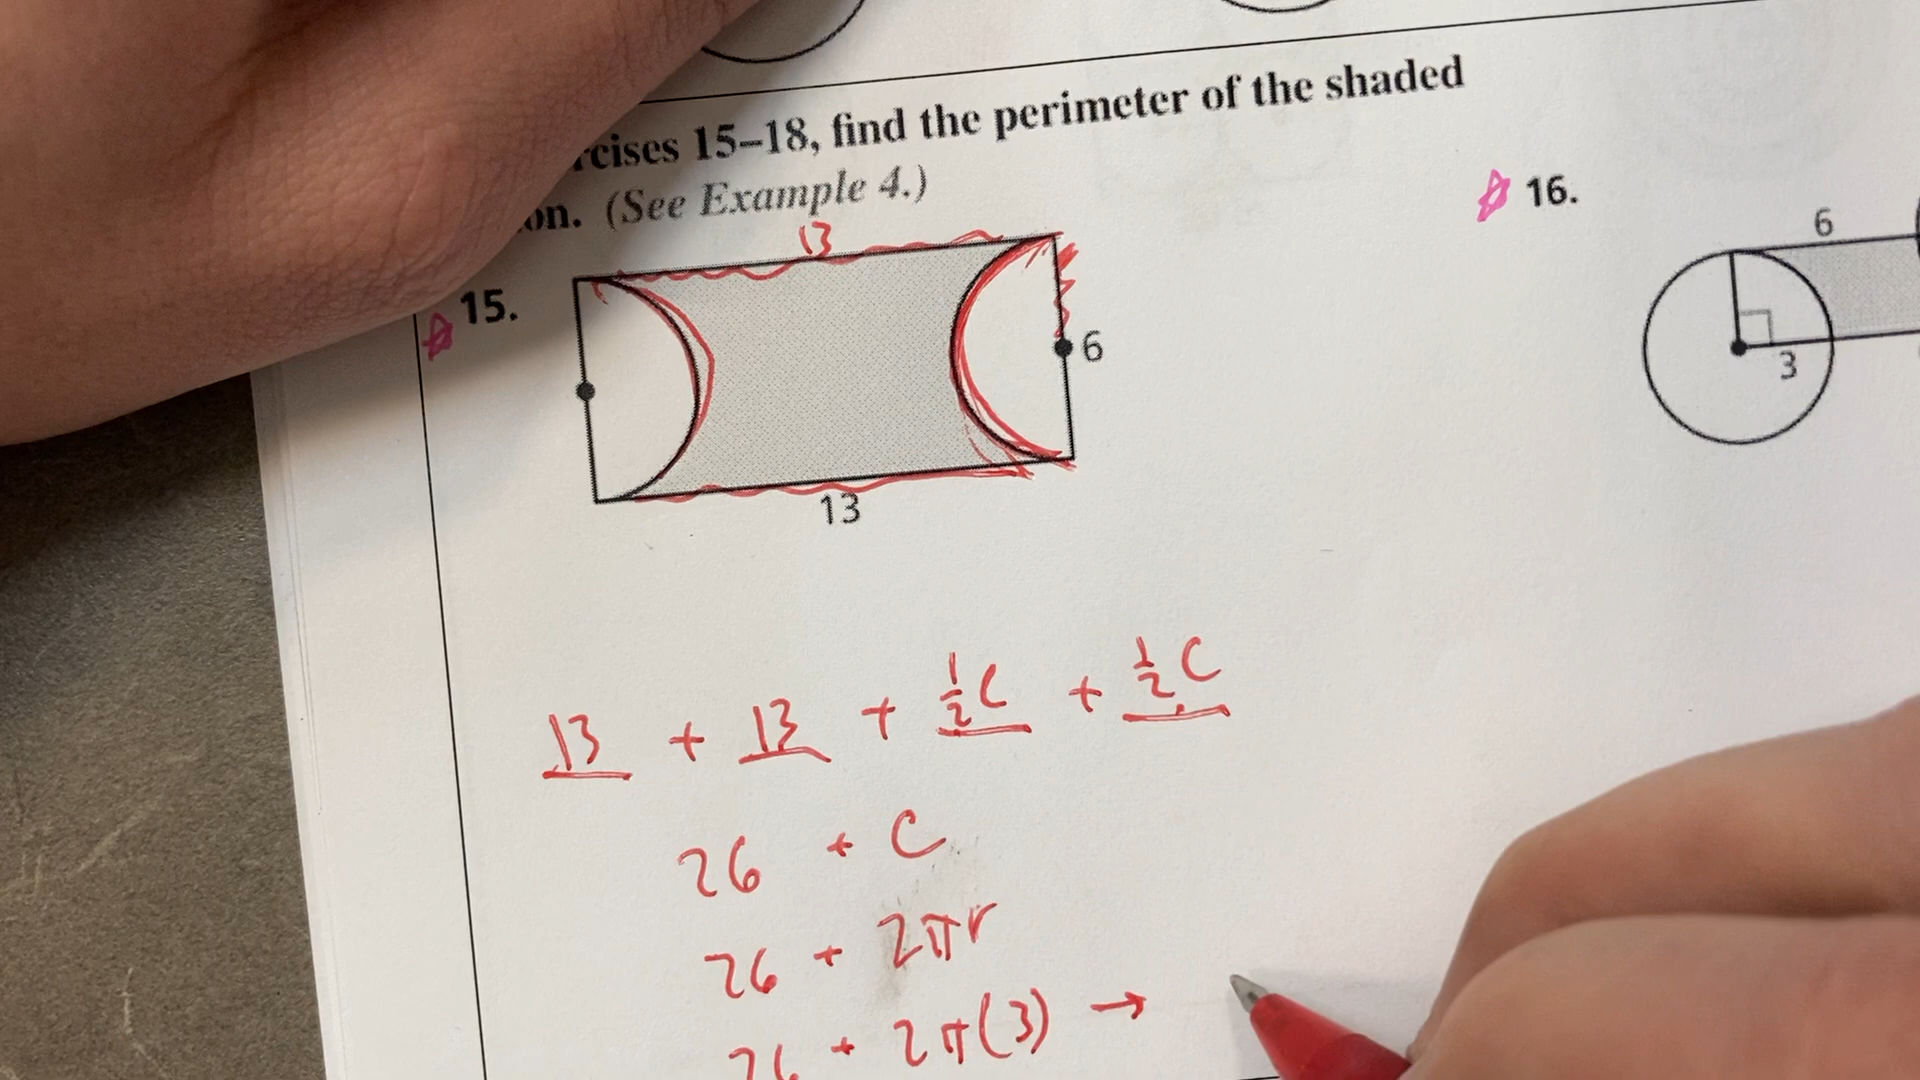 rcises 15–18, find the perimeter of the shaded
on. (See Example 4.)
15.
13
6
13
16.
6
3
13 + 13 + ½C + ½C
26 + C
26 + 2πr
26 + 2π(3) →